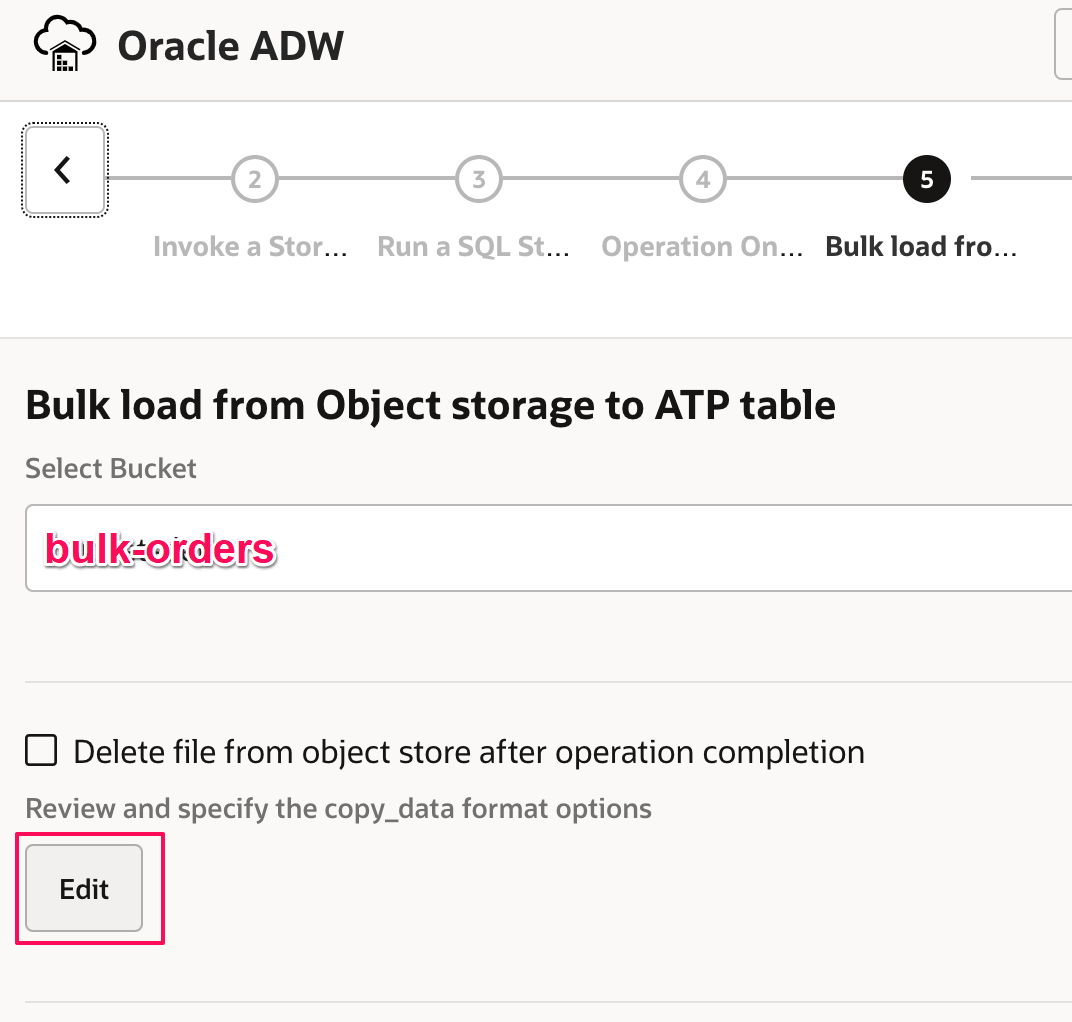 Oracle ADW
2 3 4 5
Invoke a Stor... Run a SQL St... Operation On... Bulk load fro...
Bulk load from Object storage to ATP table
Select Bucket
bulk-orders
Delete file from object store after operation completion
Review and specify the copy_data format options
Edit